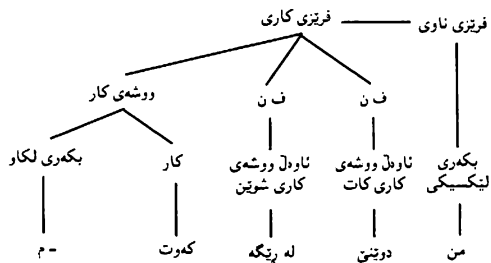 فرێزی ناوی
فرێزی کاری
ووشەی کار
ف ن
ف ن
بکەری لکاو
کار
ئاوەڵ ووشەی
کاری شوێن
ئاوەڵ ووشەی
کاری کات
بکەری
لێکسیکی
- م
کەوت
لە ڕێگە
دوێنێ
من